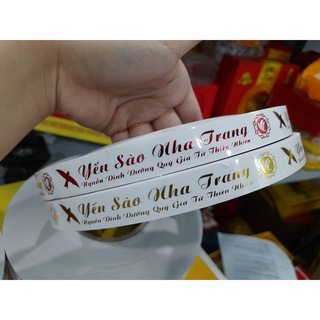 Yến Sào Nha Trang
Nguồn Dinh Dưỡng Quý Giá Từ Thiên Nhiên
Yến Sào Nha Trang
Nguồn Dinh Dưỡng Quý Giá Từ Thiên Nhiên